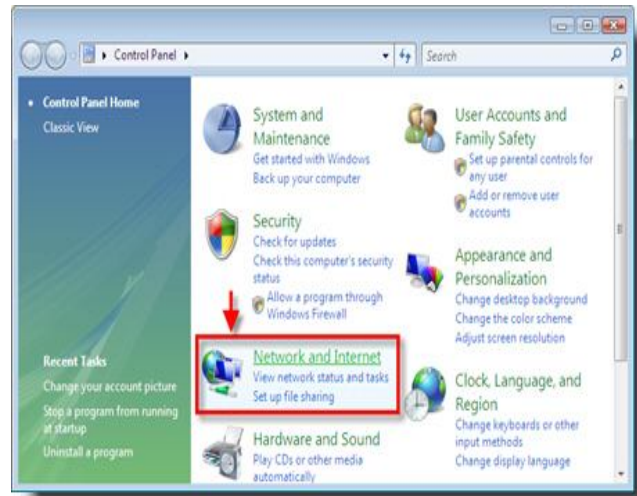 Control Panel
Search
Control Panel Home
Classic View
System and
Maintenance
Get started with Windows
Back up your computer
Security
Check for updates
Check this computer's security
status
Allow a program through
Windows Firewall
Network and Internet
View network status and tasks
Set up file sharing
Hardware and Sound
Play CDs or other media
automatically
User Accounts and
Family Safety
Set up parental controls for
any user
Add or remove user
accounts
Appearance and
Personalization
Change desktop background
Change the color scheme
Adjust screen resolution
Clock, Language, and
Region
Change keyboards or other
input methods
Change display language
Recent Tasks
Change your account picture
Stop a program from running
at startup
Uninstall a program